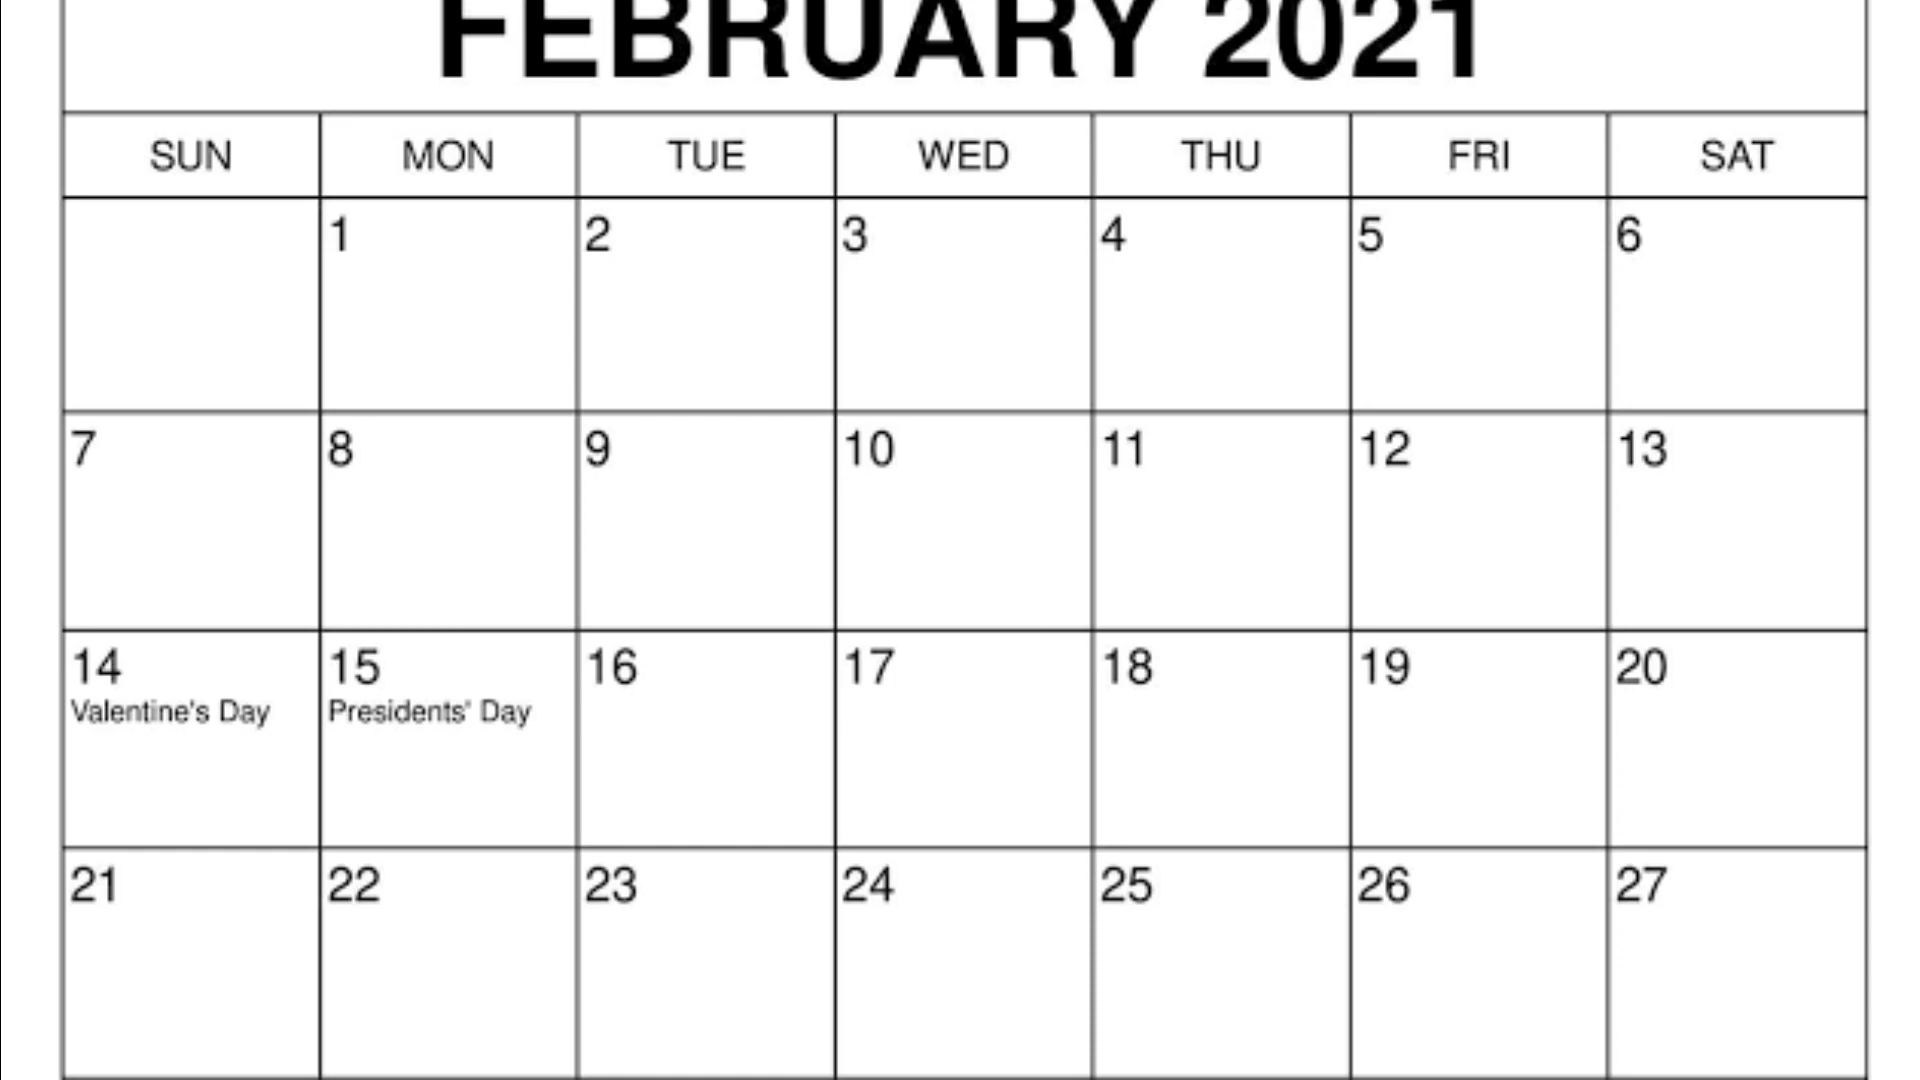 FEBRUARY 2021
SUN MON TUE WED THU FRI SAT
1 2 3 4 5 6
7 8 9 10 11 12 13
14 15 16 17 18 19 20
Valentine's Day Presidents' Day
21 22 23 24 25 26 27